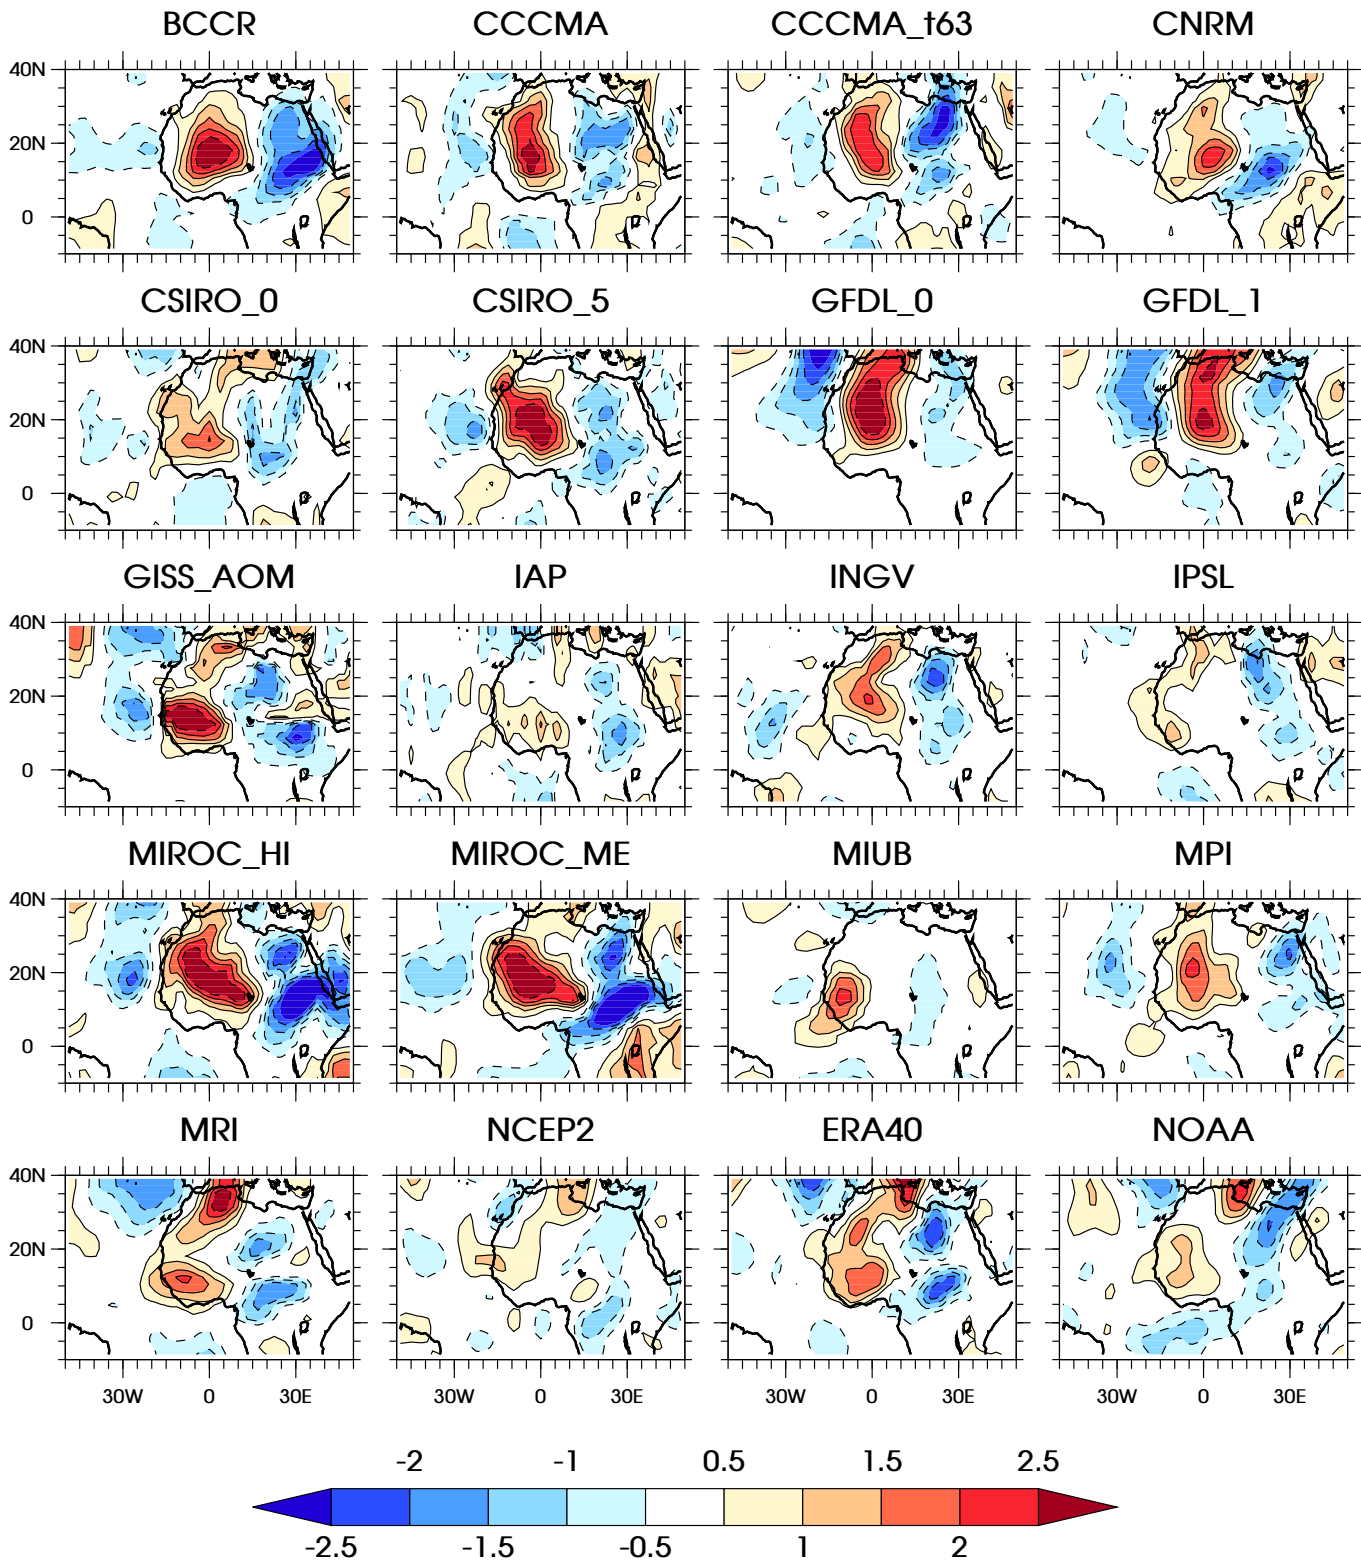 BCCR CCCMA CCCMA_t63 CNRM
40N
20N
0
CSIRO_0 CSIRO_5 GFDL_0 GFDL_1
40N
20N
0
GISS_AOM IAP INGV IPSL
40N
20N
0
MIROC_HI MIROC_ME MIUB MPI
40N
20N
0
MRI NCEP2 ERA40 NOAA
40N
20N
0
30W 0 30E 30W 0 30E 30W 0 30E 30W 0 30E
-2 -1 0.5 1.5 2.5
-2.5 -1.5 -0.5 1 2